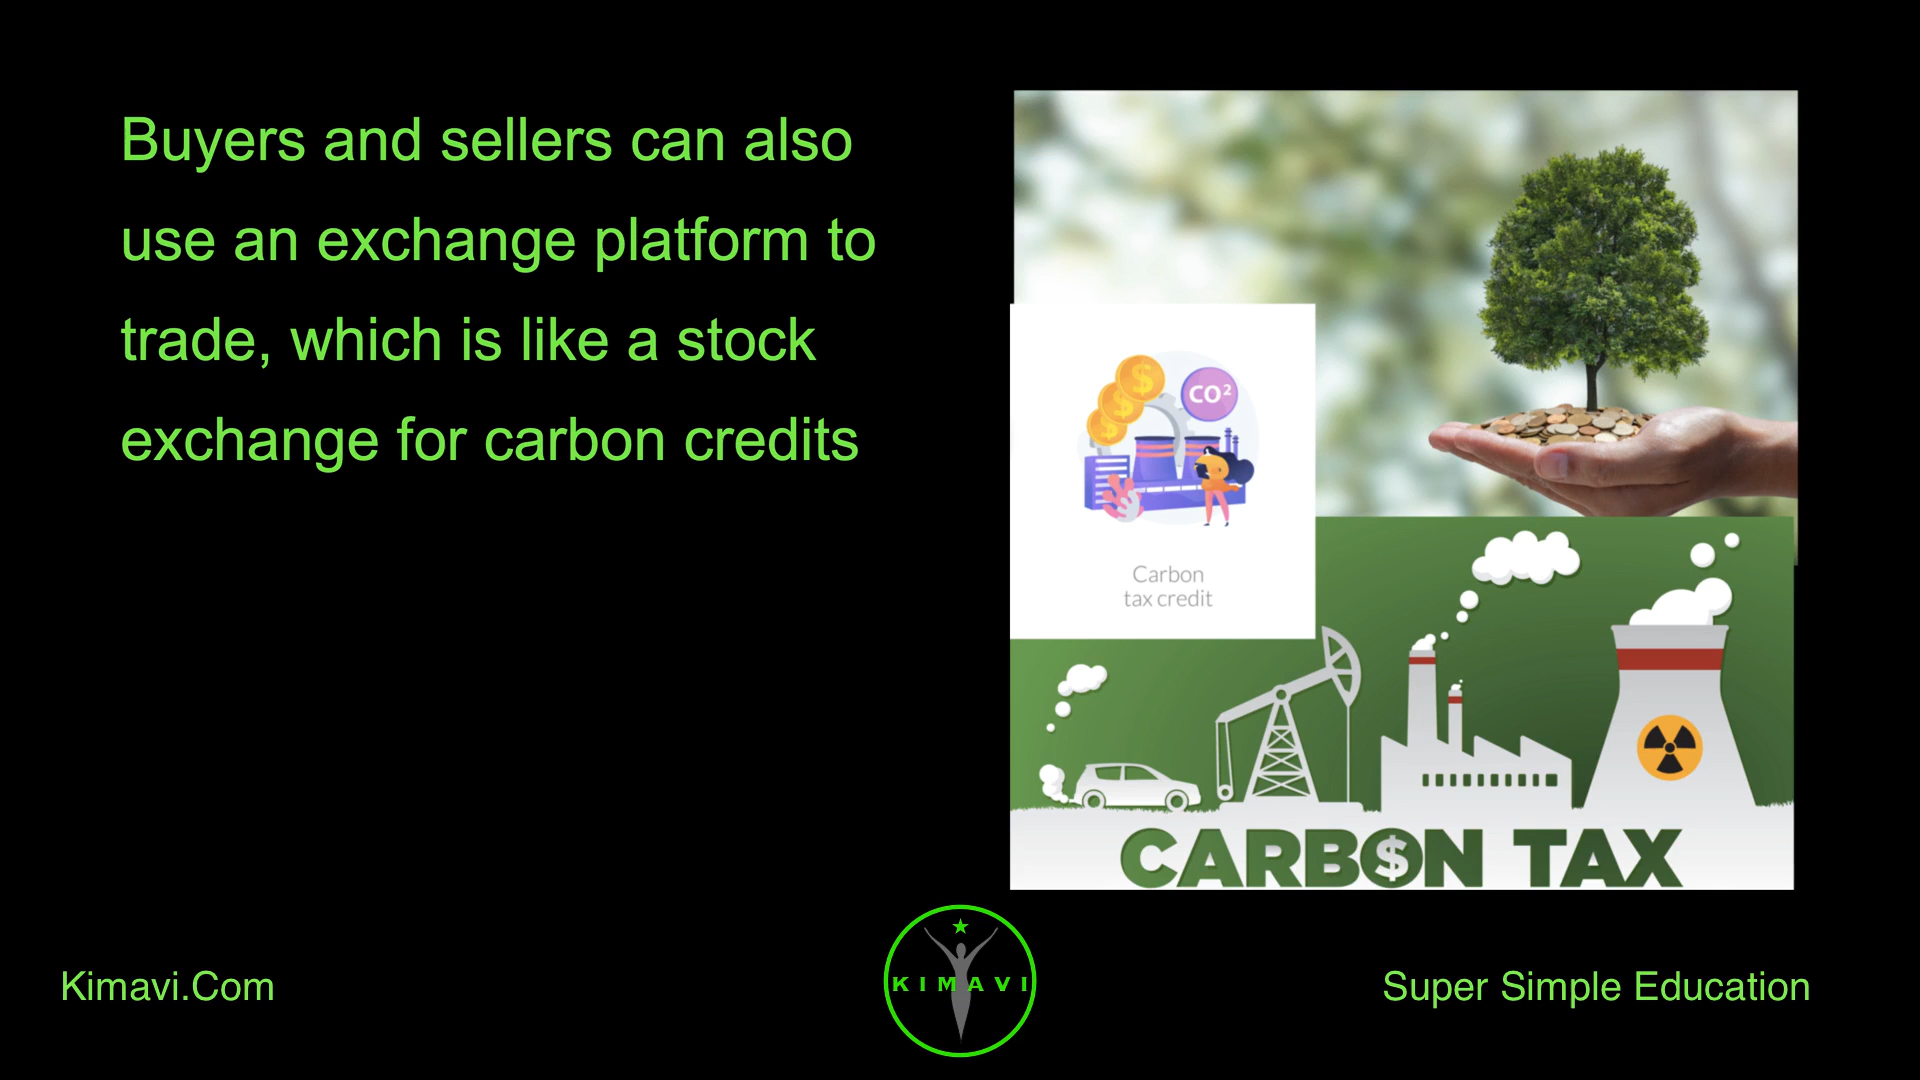 Buyers and sellers can also
use an exchange platform to
trade, which is like a stock
exchange for carbon credits
$
$
$
CO²
Carbon
tax credit
CARB$N TAX
Kimavi.Com
KIMAVI
Super Simple Education